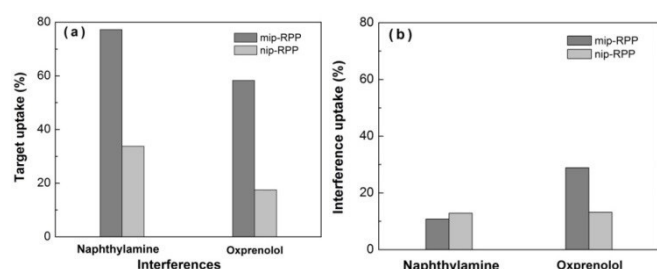 (a)
mip-RPP
nip-RPP
80
60
40
20
0
Target uptake (%)
Naphthylamine Oxprenolol
Interferences
(b)
mip-RPP
nip-RPP
80
60
40
20
0
Interference uptake (%)
Naphthylamine Oxprenolol